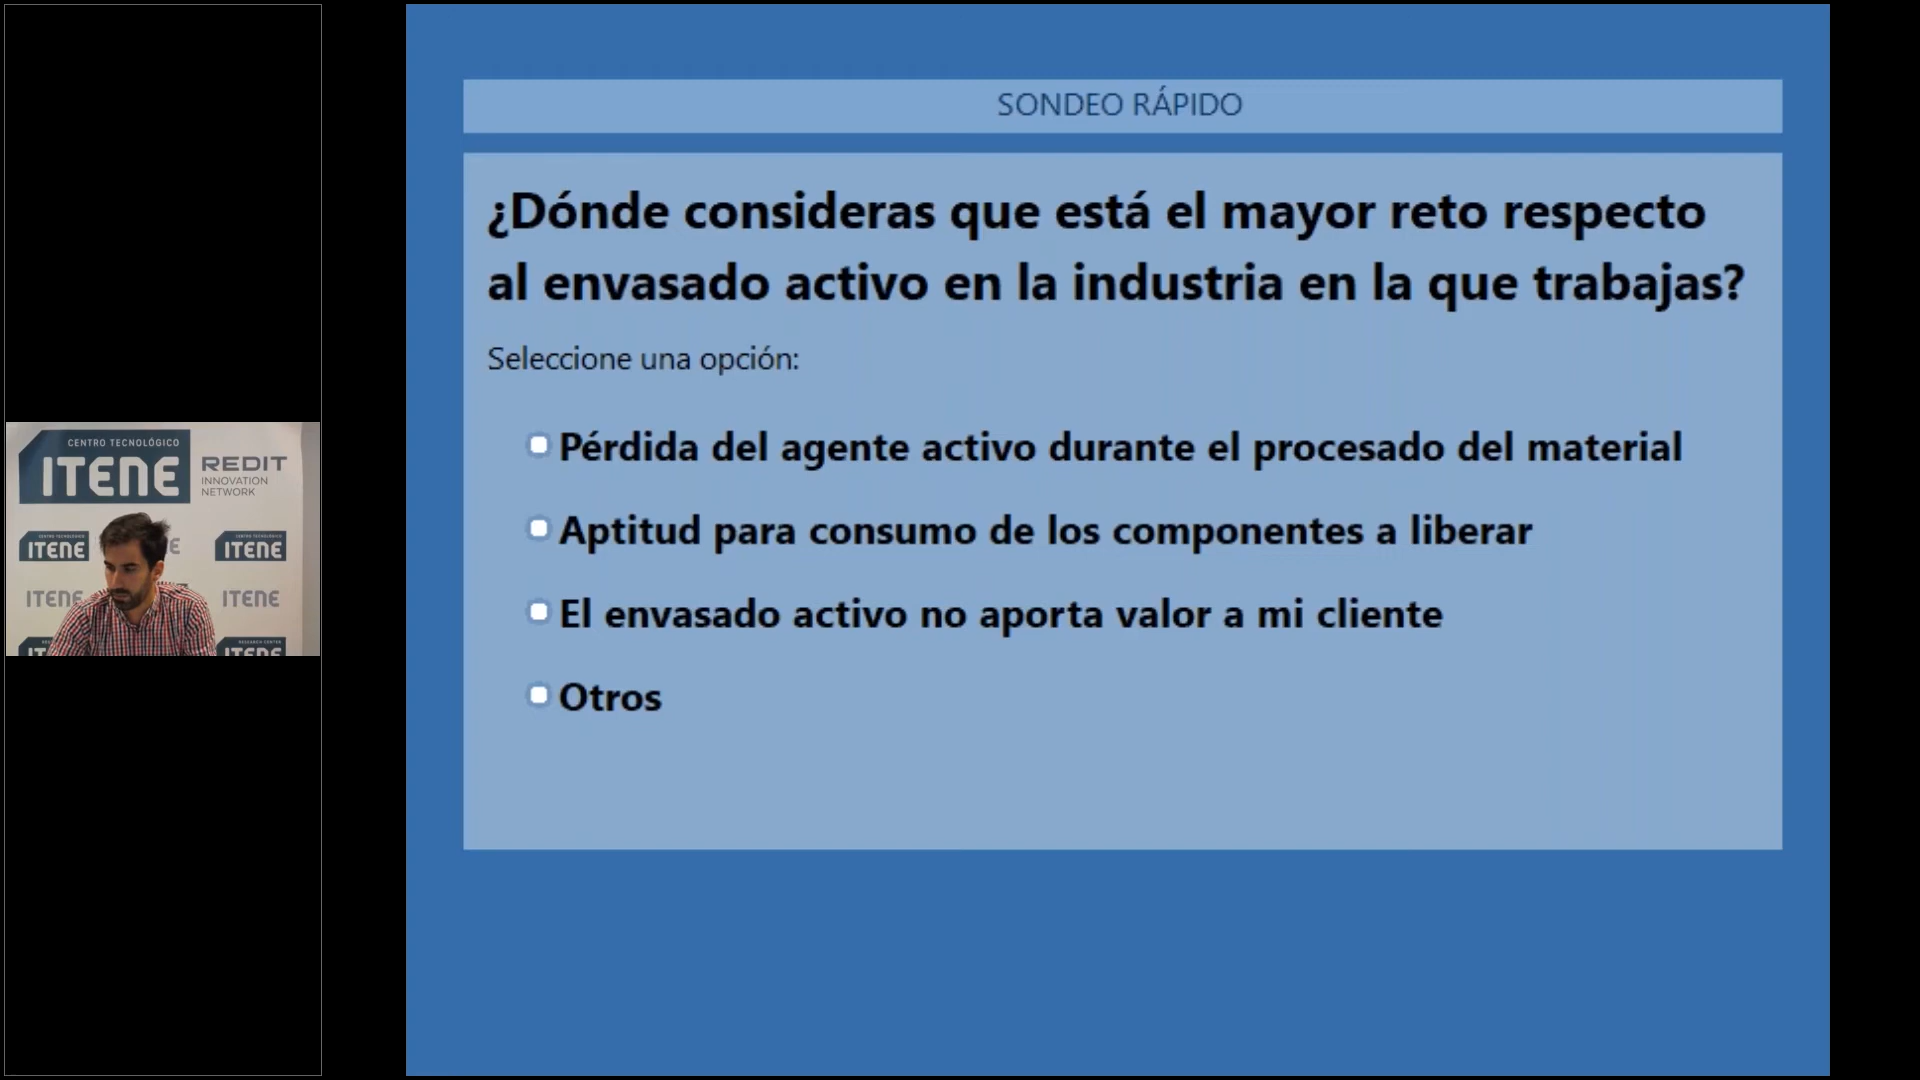 SONDEO RÁPIDO
¿Dónde consideras que está el mayor reto respecto
al envasado activo en la industria en la que trabajas?
Seleccione una opción:
Pérdida del agente activo durante el procesado del material
Aptitud para consumo de los componentes a liberar
El envasado activo no aporta valor a mi cliente
Otros
CENTRO TECNOLÓGICO
ITENE
REDIT
INNOVATION
NETWORK
ITENE
ITENE
ITENE
ITENE